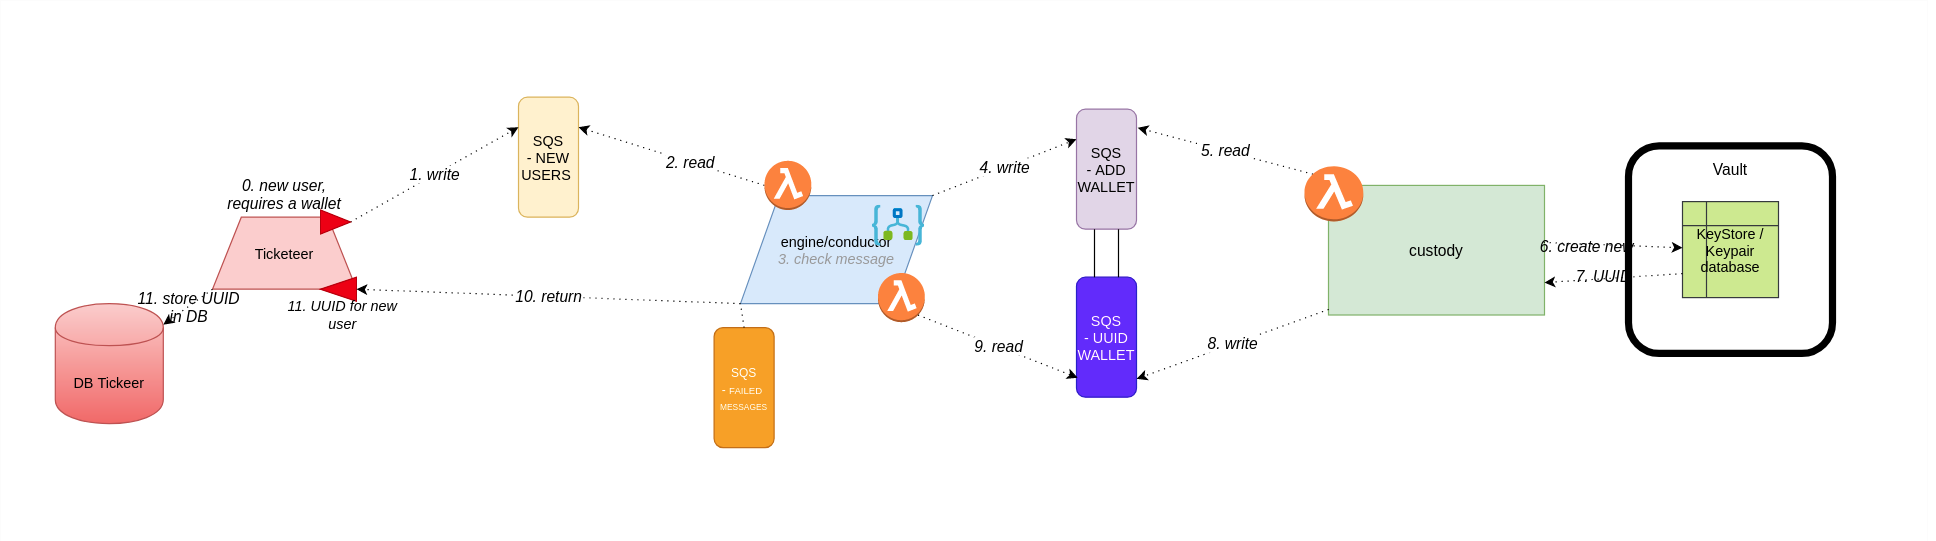 0. new user,
requires a wallet
Ticketeer
1. write
SQS
- NEW
USERS
2. read
engine/conductor
3. check message
4. write
SQS
- ADD
WALLET
5. read
custody
6. create new
7. UUID
Vault
KeyStore /
Keypair
database
8. write
SQS
- UUID
WALLET
9. read
10. return
SQS
- FAILED
MESSAGES
11. UUID for new
user
11. store UUID
in DB
DB Tickeer